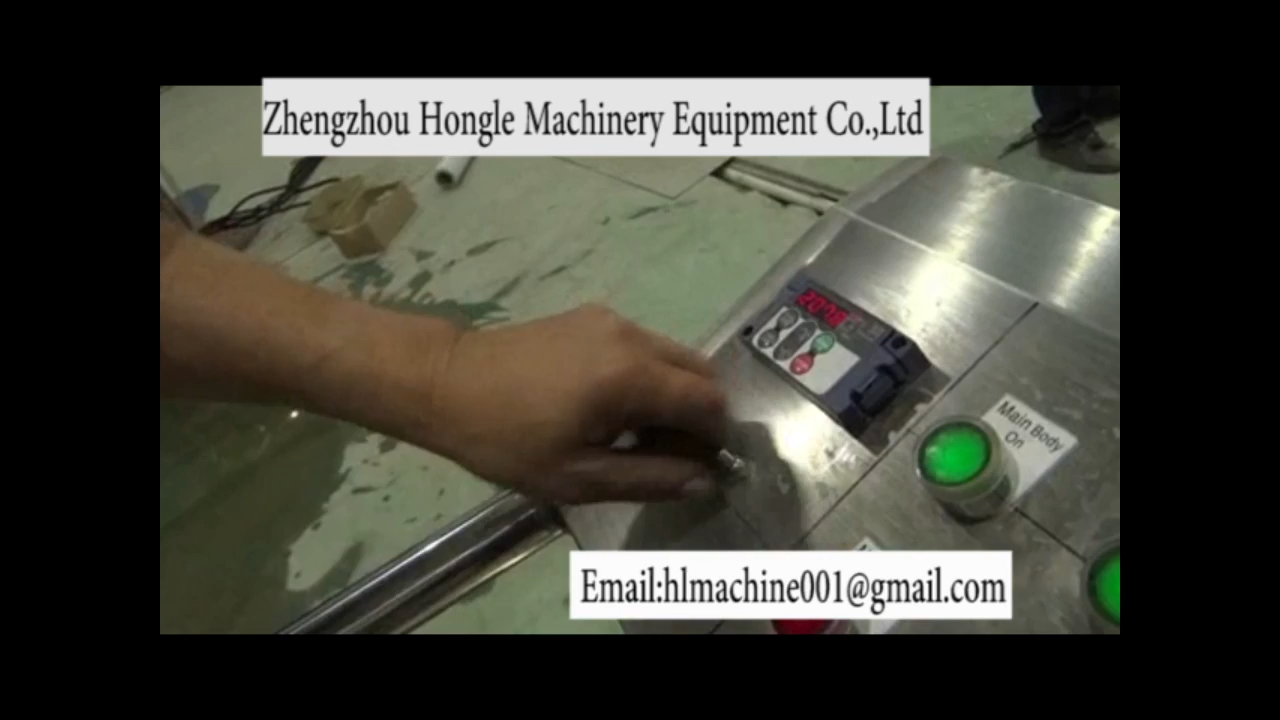 Zhengzhou Hongle Machinery Equipment Co.,Ltd
Main Body
On
Email:hlmachine001@gmail.com